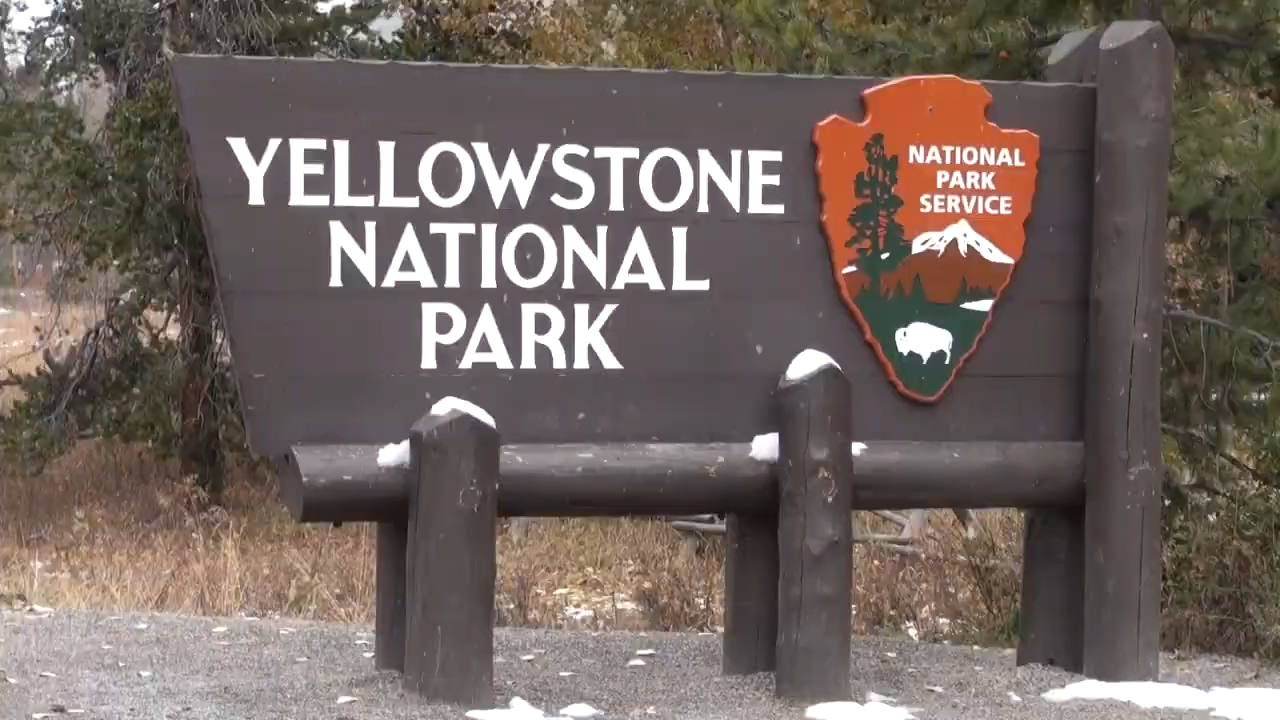 YELLOWSTONE
NATIONAL
PARK
NATIONAL
PARK
SERVICE